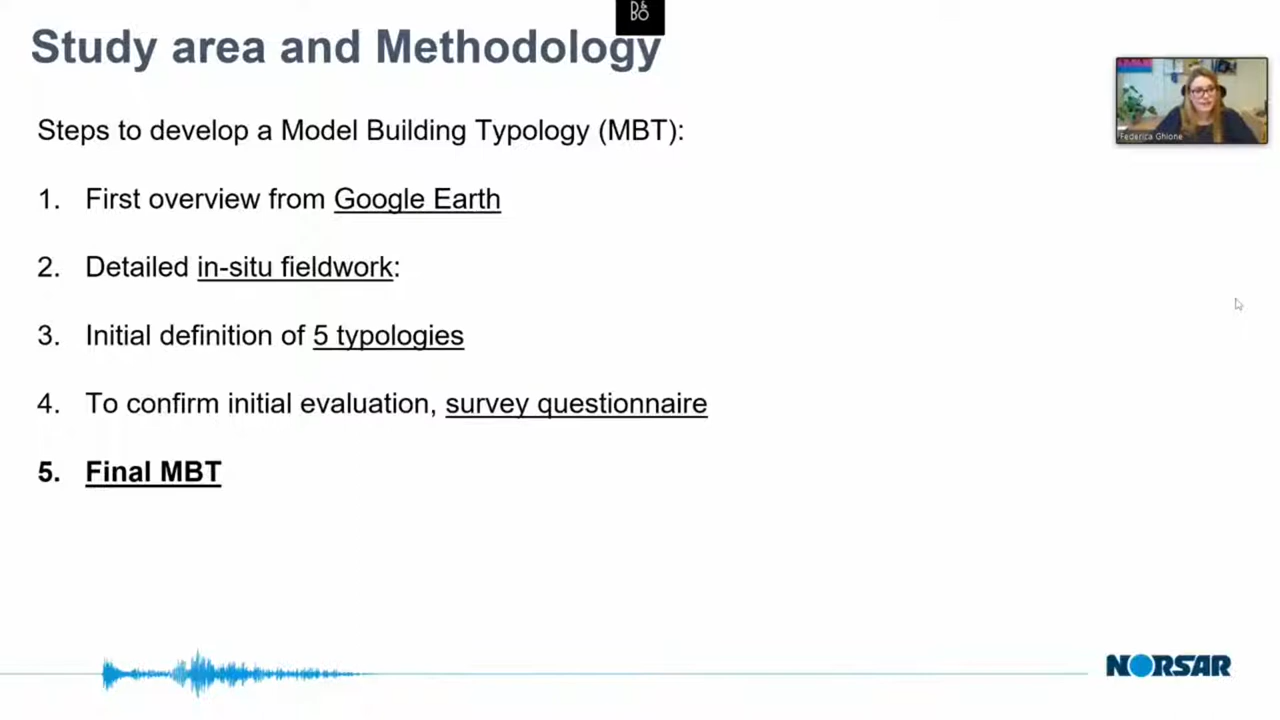 D&
BO
Study area and Methodology
Federica Ghione
Steps to develop a Model Building Typology (MBT):
1. First overview from Google Earth
2. Detailed in-situ fieldwork:
3. Initial definition of 5 typologies
4. To confirm initial evaluation, survey questionnaire
5. Final MBT
NORSAR